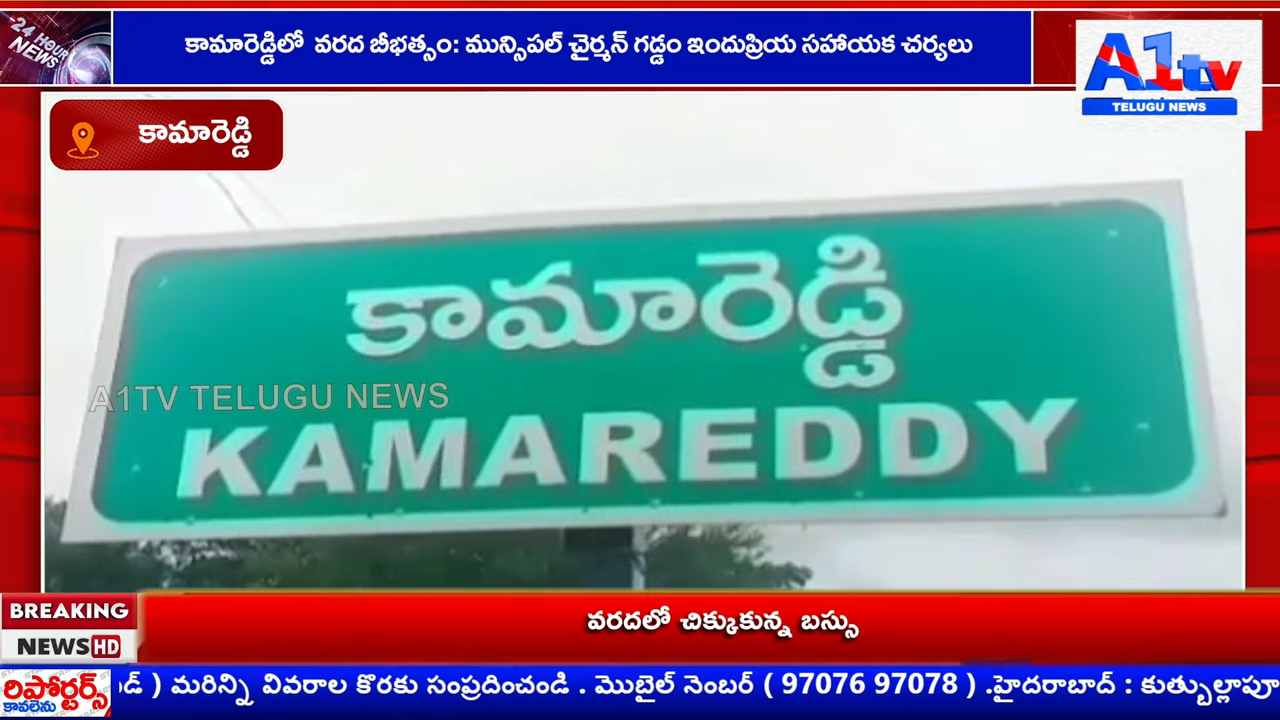 24 HOUR
NEWS
కామారెడ్డిలో వరద బీభత్సం: మున్సిపల్ చైర్మన్ గడ్డం ఇందుప్రియ సహాయక చర్యలు
A1tv
TELUGU NEWS
కామారెడ్డి
కామారెడ్డి
A1TV TELUGU NEWS
KAMAREDDY
BREAKING
NEWS HD
వరదలో చిక్కుకున్న బస్సు
రిపోర్టర్స్
కావలెను
డ్ ) మరిన్ని వివరాల కొరకు సంప్రదించండి . మొబైల్ నెంబర్ ( 97076 97078 ) .హైదరాబాద్ : కుత్బుల్లాపూ